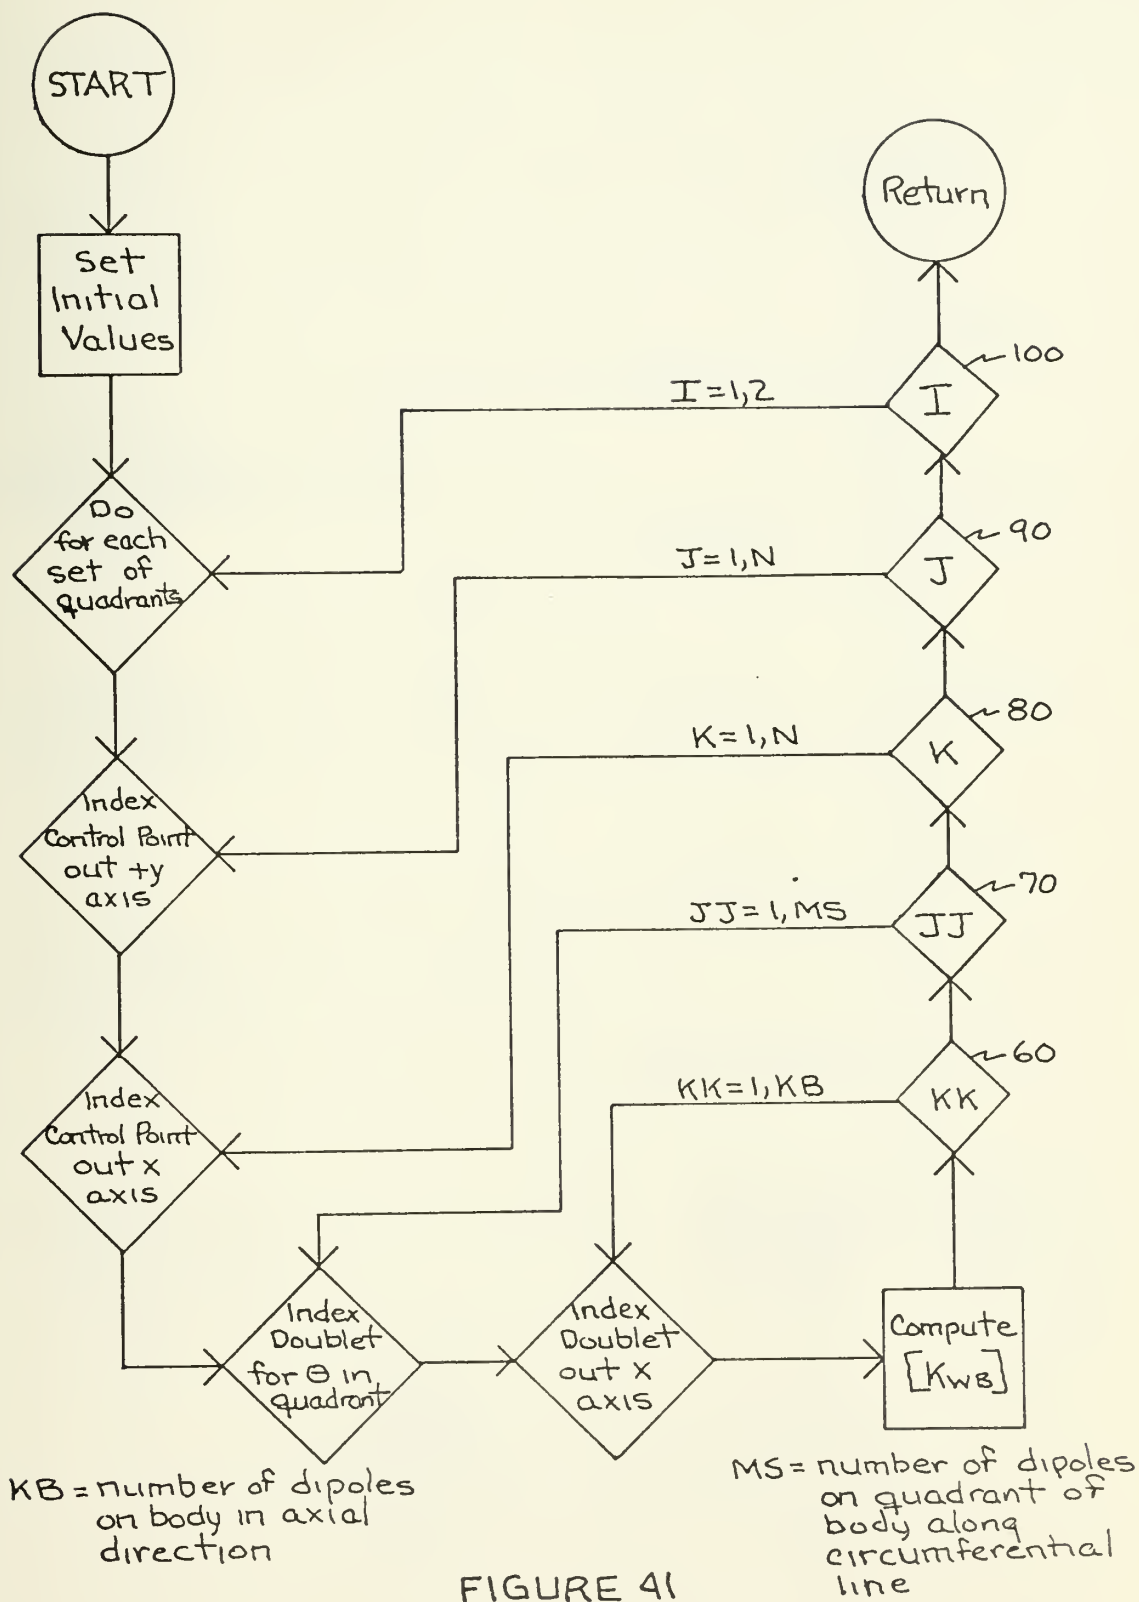 START
Return
Set
Initial
Values
100
I=1,2
I
Do
for each
set of
quadrants
90
J=1,N
J
80
K=1,N
K
Index
Control Point
out +y
axis
70
JJ=1,MS
JJ
60
KK=1,KB
KK
Index
Control Point
out x
axis
Index
Doublet
for Θ in
quadrant
Index
Doublet
out x
axis
Compute
[KWB]
KB = number of dipoles
on body in axial
direction
MS = number of dipoles
on quadrant of
body along
circumferential
line
FIGURE 41